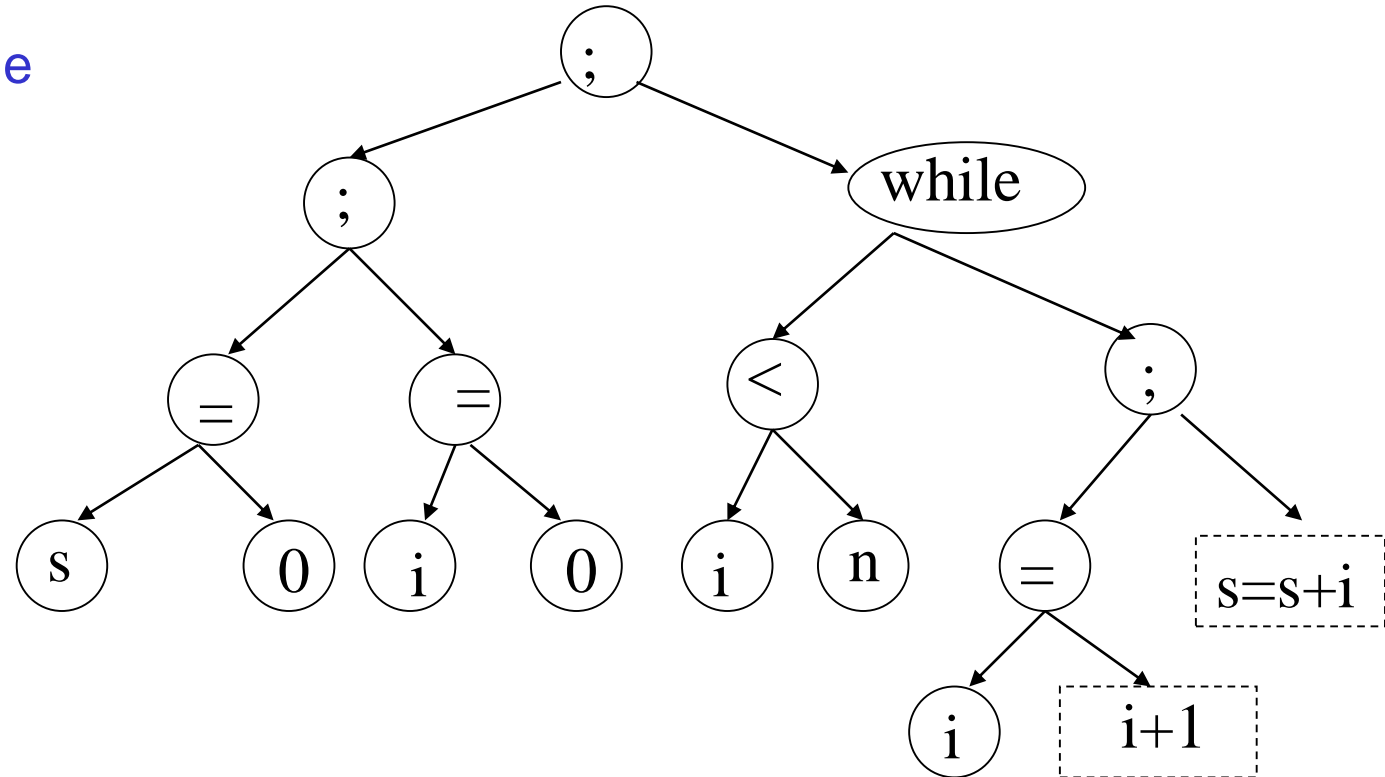 ;
e
; while
= = < ;
s 0 i 0 i n = s=s+i
i i+1